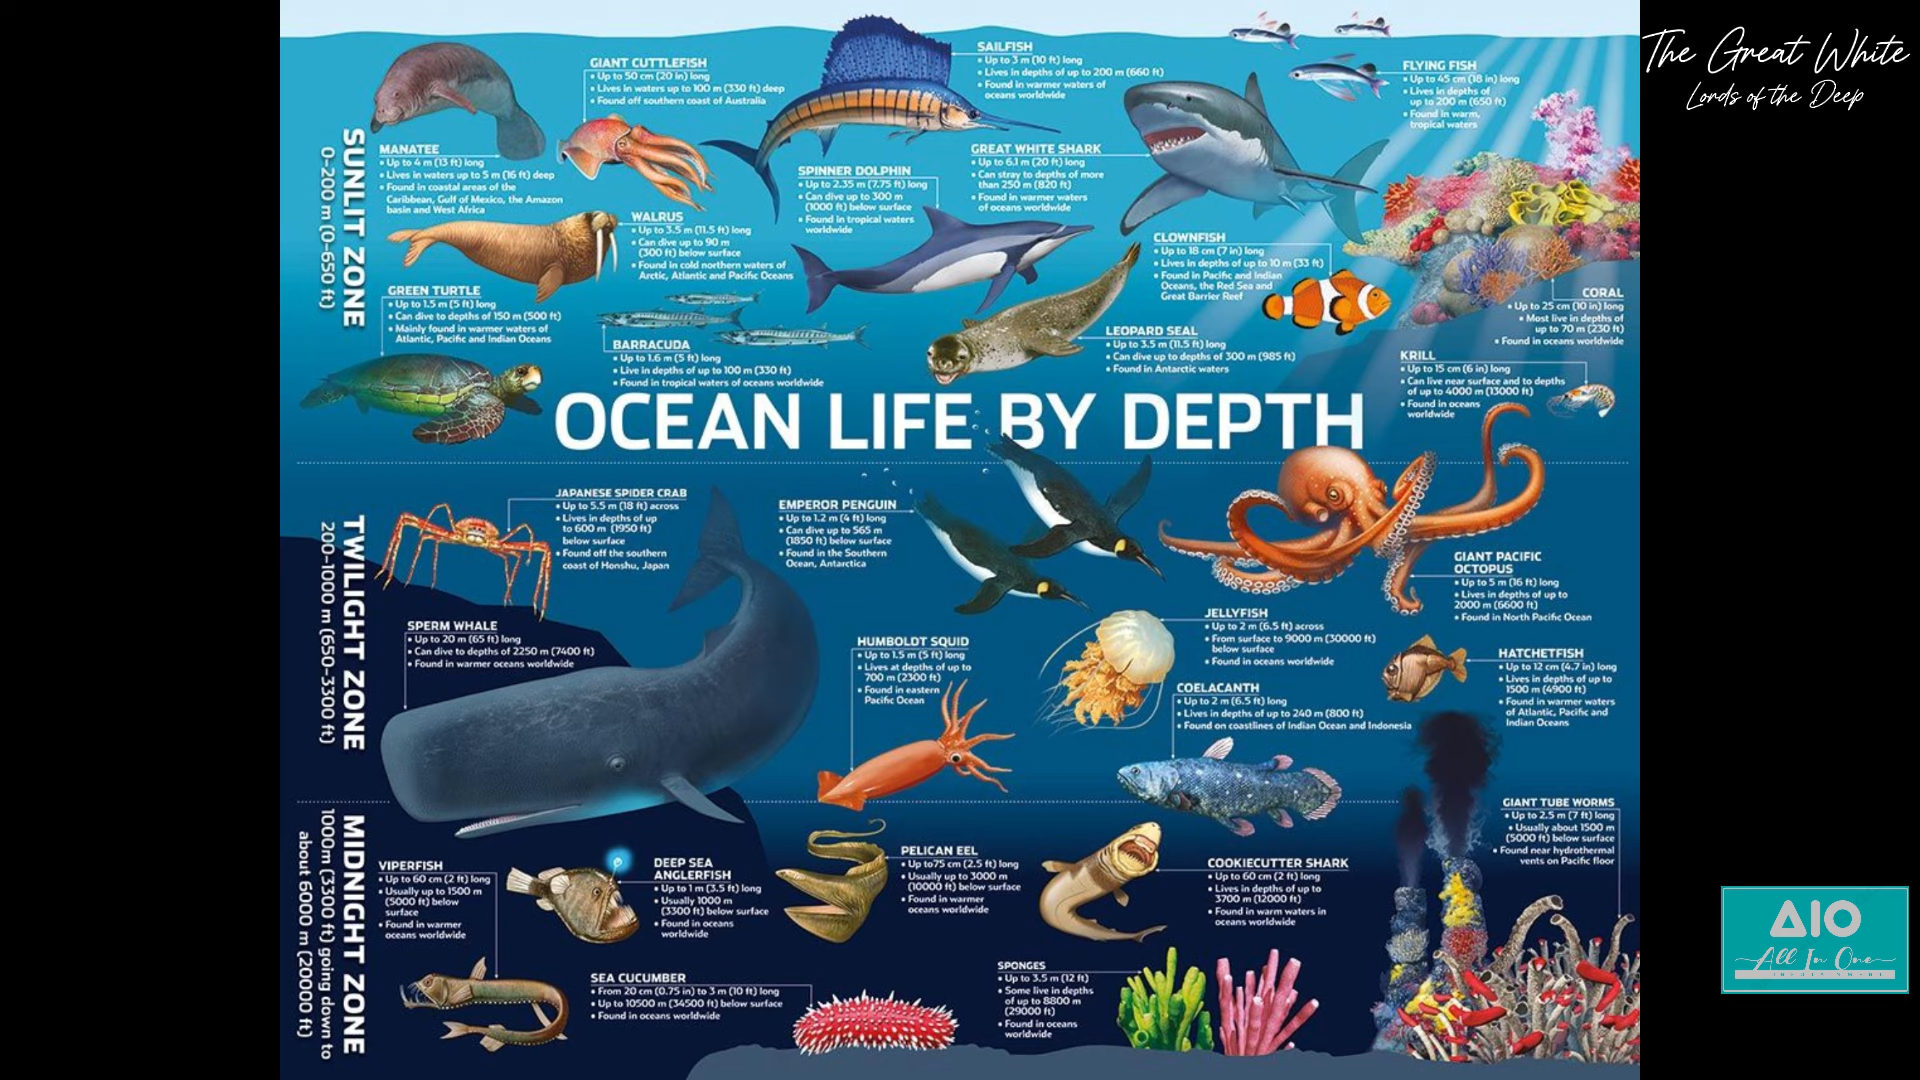 The Great White
Lords of the Deep
SUNLIT ZONE
0-200 m (0-650 ft)
MANATEE
• Up to 4 m (13 ft) long
• Lives in waters up to 5 m (16 ft) deep
• Found in coastal areas of the
Caribbean, Gulf of Mexico, the Amazon
basin and West Africa
GIANT CUTTLEFISH
• Up to 50 cm (20 in) long
• Lives in waters up to 100 m (330 ft) deep
• Found off southern coast of Australia
SAILFISH
• Up to 3 m (10 ft) long
• Lives in depths of up to 200 m (660 ft)
• Found in warmer waters of
oceans worldwide
FLYING FISH
• Up to 45 cm (18 in) long
• Lives in depths of
up to 200 m (650 ft)
• Found in warm,
tropical waters
SPINNER DOLPHIN
• Up to 2.35 m (7.75 ft) long
• Can dive up to 300 m
(1000 ft) below surface
• Found in tropical waters
worldwide
GREAT WHITE SHARK
• Up to 6.1 m (20 ft) long
• Can stray to depths of more
than 250 m (820 ft)
• Found in warmer waters
of oceans worldwide
WALRUS
• Up to 3.5 m (11.5 ft) long
• Can dive up to 90 m
(300 ft) below surface
• Found in cold northern waters of
Arctic, Atlantic and Pacific Oceans
CLOWNFISH
• Up to 18 cm (7 in) long
• Lives in depths of up to 10 m (33 ft)
• Found in Pacific and Indian
Oceans, the Red Sea and
Great Barrier Reef
GREEN TURTLE
• Up to 1.5 m (5 ft) long
• Can dive to depths of 150 m (500 ft)
• Mainly found in warmer waters of
Atlantic, Pacific and Indian Oceans
BARRACUDA
• Up to 1.6 m (5 ft) long
• Live in depths of up to 100 m (330 ft)
• Found in tropical waters of oceans worldwide
LEOPARD SEAL
• Up to 3.5 m (11.5 ft) long
• Can dive up to depths of 300 m (985 ft)
• Found in Antarctic waters
CORAL
• Up to 25 cm (10 in) long
• Most live in depths of
up to 70 m (230 ft)
• Found in oceans worldwide
KRILL
• Up to 15 cm (6 in) long
• Can live near surface and to depths
of up to 4000 m (13000 ft)
• Found in oceans
worldwide
OCEAN LIFE BY DEPTH
TWILIGHT ZONE
200-1000 m (650-3300 ft)
JAPANESE SPIDER CRAB
• Up to 5.5 m (18 ft) across
• Lives in depths of up
to 600 m (1950 ft)
below surface
• Found off the southern
coast of Honshu, Japan
EMPEROR PENGUIN
• Up to 1.2 m (4 ft) long
• Can dive up to 565 m
(1850 ft) below surface
• Found in the Southern
Ocean, Antarctica
GIANT PACIFIC
OCTOPUS
• Up to 5 m (16 ft) long
• Lives in depths of up to
2000 m (6600 ft)
• Found in North Pacific Ocean
SPERM WHALE
• Up to 20 m (65 ft) long
• Can dive to depths of 2250 m (7400 ft)
• Found in warmer oceans worldwide
HUMBOLDT SQUID
• Up to 1.5 m (5 ft) long
• Lives at depths of up to
700 m (2300 ft)
• Found in eastern
Pacific Ocean
JELLYFISH
• Up to 2 m (6.5 ft) across
• From surface to 9000 m (30000 ft)
below surface
• Found in oceans worldwide
HATCHETFISH
• Up to 12 cm (4.7 in) long
• Lives in depths of up to
1500 m (4900 ft)
• Found in warmer waters
of Atlantic, Pacific and
Indian Oceans
COELACANTH
• Up to 2 m (6.5 ft) long
• Lives in depths of up to 240 m (800 ft)
• Found on coastlines of Indian Ocean and Indonesia
MIDNIGHT ZONE
1000m (3300 ft) going down to
about 6000 m (20000 ft)
GIANT TUBE WORMS
• Up to 2.5 m (7 ft) long
• Usually about 1500 m
(5000 ft) below surface
• Found near hydrothermal
vents on Pacific floor
VIPERFISH
• Up to 60 cm (2 ft) long
• Usually up to 1500 m
(5000 ft) below
surface
• Found in warmer
oceans worldwide
DEEP SEA
ANGLERFISH
• Up to 1 m (3.5 ft) long
• Usually 1000 m
(3300 ft) below surface
• Found in oceans
worldwide
PELICAN EEL
• Up to75 cm (2.5 ft) long
• Usually up to 3000 m
(10000 ft) below surface
• Found in warmer
oceans worldwide
COOKIECUTTER SHARK
• Up to 60 cm (2 ft) long
• Lives in depths of up to
3700 m (12000 ft)
• Found in warm waters in
oceans worldwide
SEA CUCUMBER
• From 20 cm (0.75 in) to 3 m (10 ft) long
• Up to 10500 m (34500 ft) below surface
• Found in oceans worldwide
SPONGES
• Up to 3.5 m (12 ft)
• Some live in depths
of up to 8800 m
(29000 ft)
• Found in oceans
worldwide
AIO
All In One